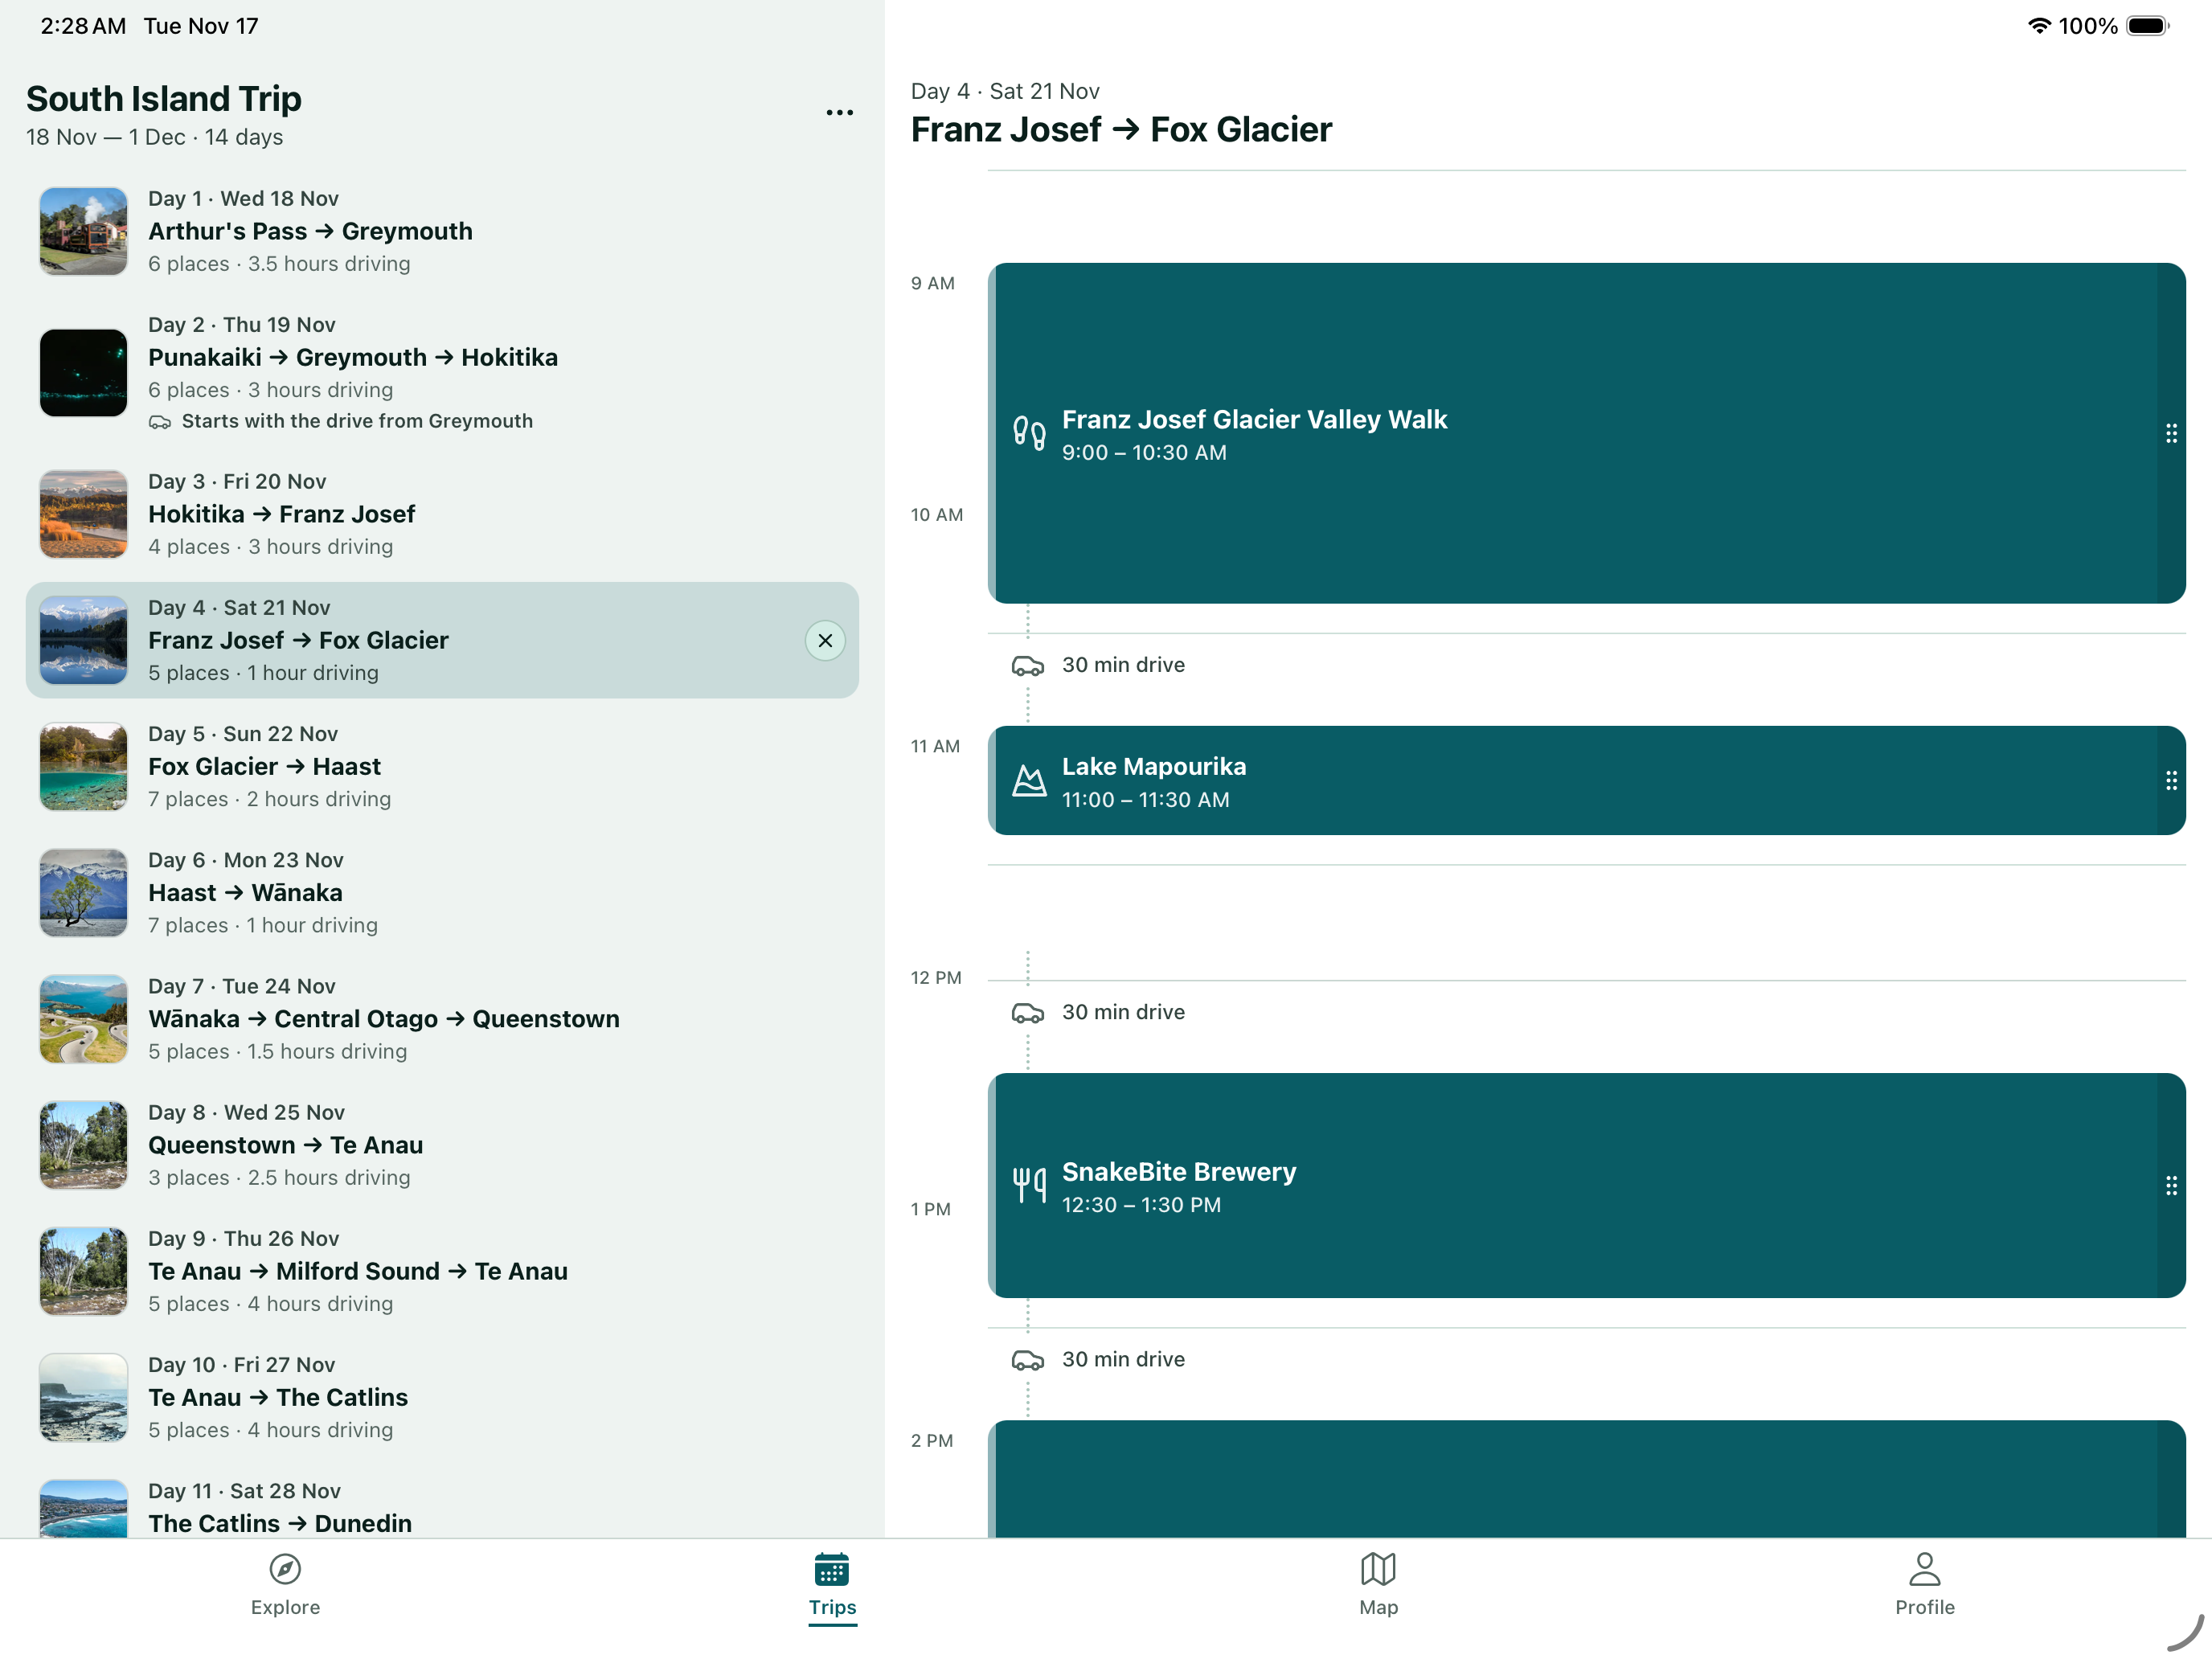 2:28 AM Tue Nov 17
100%
South Island Trip
18 Nov — 1 Dec · 14 days
Day 1 · Wed 18 Nov
Arthur's Pass → Greymouth
6 places · 3.5 hours driving
Day 2 · Thu 19 Nov
Punakaiki → Greymouth → Hokitika
6 places · 3 hours driving
Starts with the drive from Greymouth
Day 3 · Fri 20 Nov
Hokitika → Franz Josef
4 places · 3 hours driving
Day 4 · Sat 21 Nov
Franz Josef → Fox Glacier
5 places · 1 hour driving
Day 5 · Sun 22 Nov
Fox Glacier → Haast
7 places · 2 hours driving
Day 6 · Mon 23 Nov
Haast → Wānaka
7 places · 1 hour driving
Day 7 · Tue 24 Nov
Wānaka → Central Otago → Queenstown
5 places · 1.5 hours driving
Day 8 · Wed 25 Nov
Queenstown → Te Anau
3 places · 2.5 hours driving
Day 9 · Thu 26 Nov
Te Anau → Milford Sound → Te Anau
5 places · 4 hours driving
Day 10 · Fri 27 Nov
Te Anau → The Catlins
5 places · 4 hours driving
Day 11 · Sat 28 Nov
The Catlins → Dunedin
Day 4 · Sat 21 Nov
Franz Josef → Fox Glacier
9 AM
Franz Josef Glacier Valley Walk
9:00 – 10:30 AM
10 AM
30 min drive
11 AM
Lake Mapourika
11:00 – 11:30 AM
12 PM
30 min drive
SnakeBite Brewery
12:30 – 1:30 PM
1 PM
30 min drive
2 PM
Explore
Trips
Map
Profile